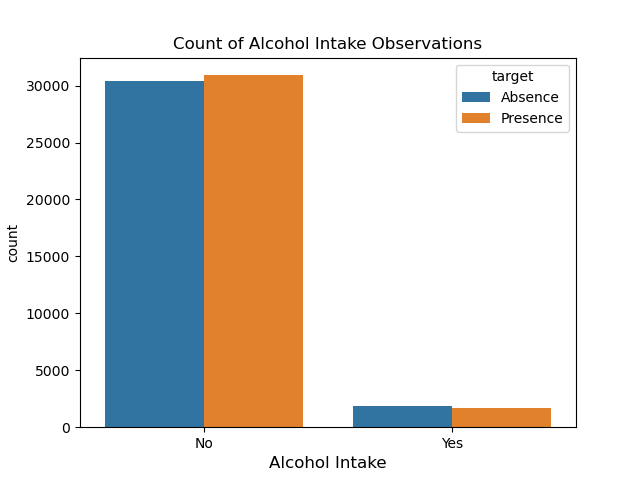 Count of Alcohol Intake Observations
target
Absence
Presence
count
30000
25000
20000
15000
10000
5000
0
No Yes
Alcohol Intake